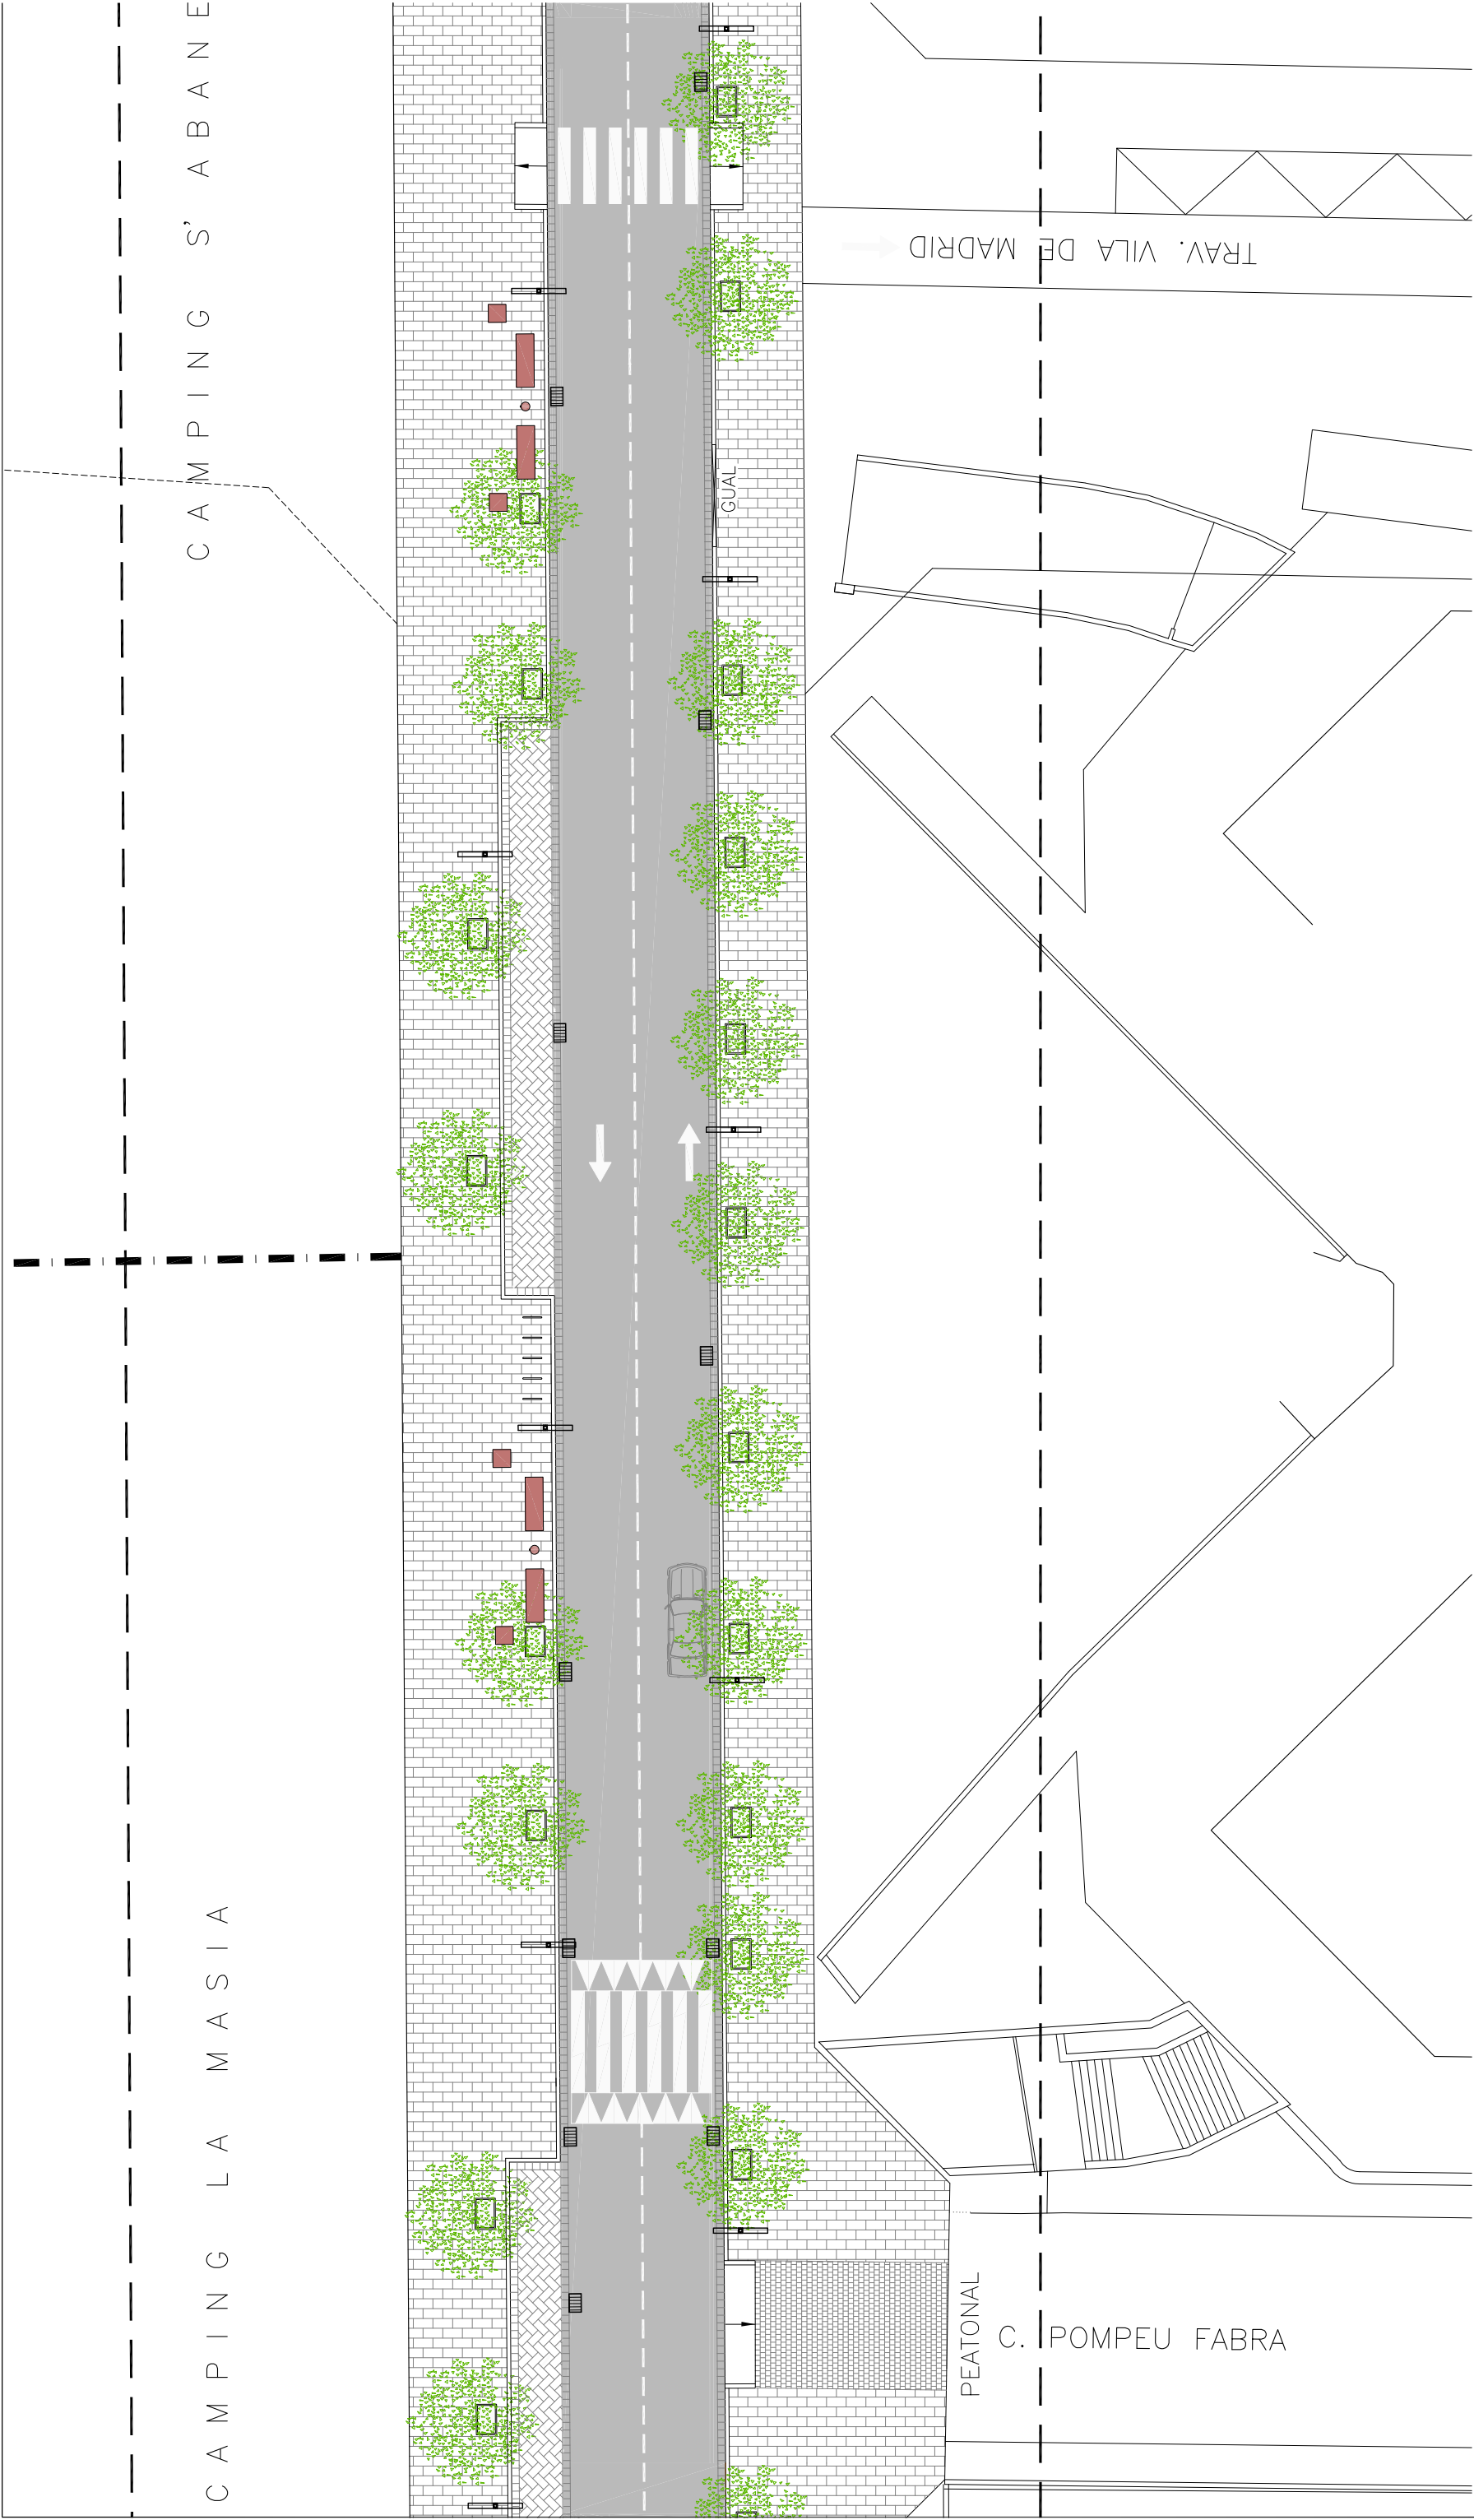 CAMPING S' ABANE
TRAV. VILA DE MADRID
GUAL
CAMPING LA MASIA
PEATONAL
C. POMPEU FABRA